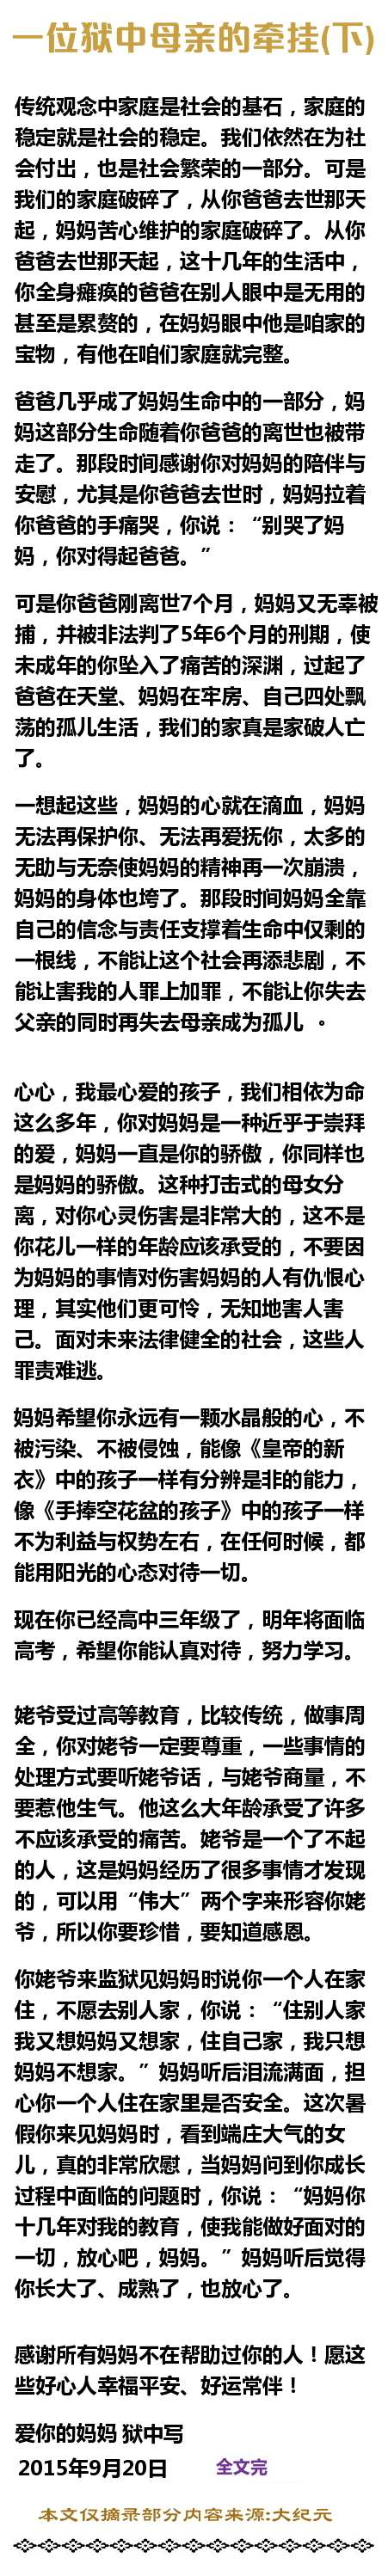 一位狱中母亲的牵挂(下)
传统观念中家庭是社会的基石，家庭的
稳定就是社会的稳定。我们依然在为社
会付出，也是社会繁荣的一部分。可是
我们的家庭破碎了，从你爸爸去世那天
起，妈妈苦心维护的家庭破碎了。从你
爸爸去世那天起，这十几年的生活中，
你全身瘫痪的爸爸在别人眼中是无用的
甚至是累赘的，在妈妈眼中他是咱家的
宝物，有他在咱们家庭就完整。
爸爸几乎成了妈妈生命中的一部分，妈
妈这部分生命随着你爸爸的离世也被带
走了。那段时间感谢你对妈妈的陪伴与
安慰，尤其是你爸爸去世时，妈妈拉着
你爸爸的手痛哭，你说：“别哭了妈
妈，你对得起爸爸。”
可是你爸爸刚离世7个月，妈妈又无辜被
捕，并被非法判了5年6个月的刑期，使
未成年的你坠入了痛苦的深渊，过起了
爸爸在天堂、妈妈在牢房、自己四处飘
荡的孤儿生活，我们的家真是家破人亡
了。
一想起这些，妈妈的心就在滴血，妈妈
无法再保护你、无法再爱抚你，太多的
无助与无奈使妈妈的精神再一次崩溃，
妈妈的身体也垮了。那段时间妈妈全靠
自己的信念与责任支撑着生命中仅剩的
一根线，不能让这个社会再添悲剧，不
能让害我的人罪上加罪，不能让你失去
父亲的同时再失去母亲成为孤儿 。
心心，我最心爱的孩子，我们相依为命
这么多年，你对妈妈是一种近乎于崇拜
的爱，妈妈一直是你的骄傲，你同样也
是妈妈的骄傲。这种打击式的母女分
离，对你心灵伤害是非常大的，这不是
你花儿一样的年龄应该承受的，不要因
为妈妈的事情对伤害妈妈的人有仇恨心
理，其实他们更可怜，无知地害人害
己。面对未来法律健全的社会，这些人
罪责难逃。
妈妈希望你永远有一颗水晶般的心，不
被污染、不被侵蚀，能像《皇帝的新
衣》中的孩子一样有分辨是非的能力，
像《手捧空花盆的孩子》中的孩子一样
不为利益与权势左右，在任何时候，都
能用阳光的心态对待一切。
现在你已经高中三年级了，明年将面临
高考，希望你能认真对待，努力学习。
姥爷受过高等教育，比较传统，做事周
全，你对姥爷一定要尊重，一些事情的
处理方式要听姥爷话，与姥爷商量，不
要惹他生气。他这么大年龄承受了许多
不应该承受的痛苦。姥爷是一个了不起
的人，这是妈妈经历了很多事情才发现
的，可以用“伟大”两个字来形容你姥
爷，所以你要珍惜，要知道感恩。
你姥爷来监狱见妈妈时说你一个人在家
住，不愿去别人家，你说：“住别人家
我又想妈妈又想家，住自己家，我只想
妈妈不想家。”妈妈听后泪流满面，担
心你一个人住在家里是否安全。这次暑
假你来见妈妈时，看到端庄大气的女
儿，真的非常欣慰，当妈妈问到你成长
过程中面临的问题时，你说：“妈妈你
十几年对我的教育，使我能做好面对的
一切，放心吧，妈妈。”妈妈听后觉得
你长大了、成熟了，也放心了。
感谢所有妈妈不在帮助过你的人！愿这
些好心人幸福平安、好运常伴！
爱你的妈妈 狱中写
2015年9月20日 全文完
本文仅摘录部分内容来源:大纪元